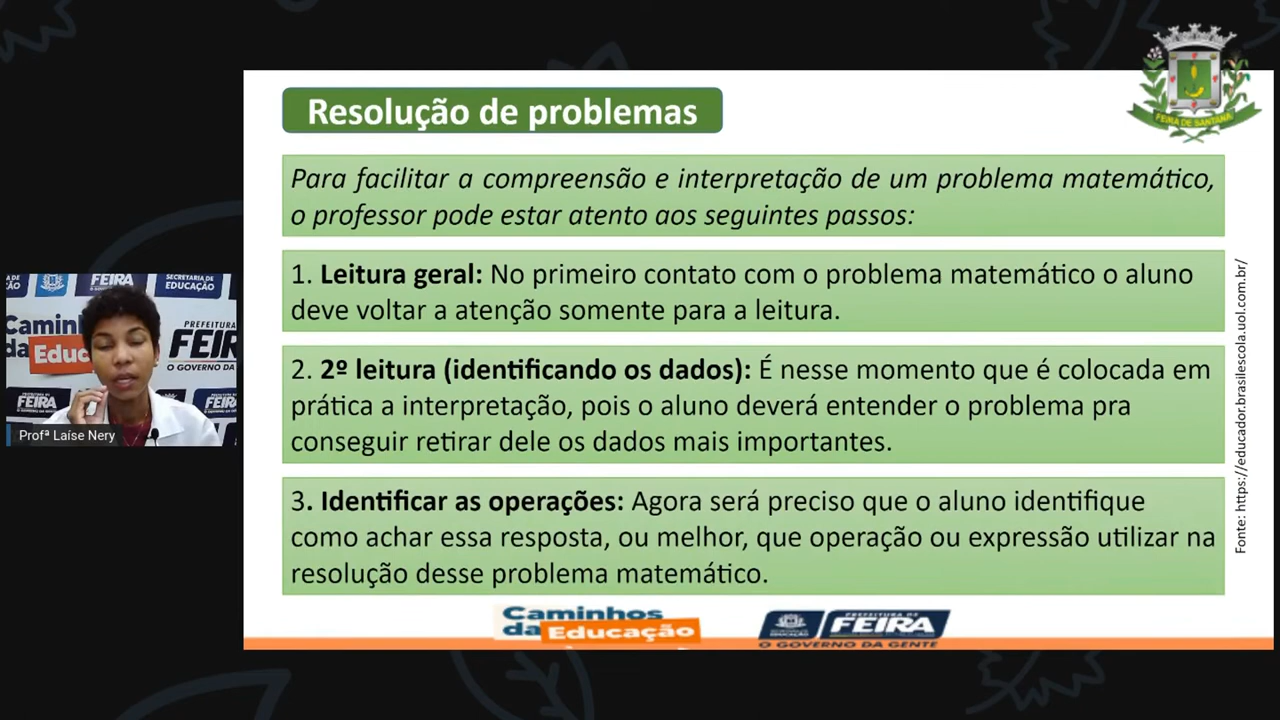 Resolução de problemas
FEIRA DE SANTANA
Para facilitar a compreensão e interpretação de um problema matemático,
o professor pode estar atento aos seguintes passos:
1. Leitura geral: No primeiro contato com o problema matemático o aluno
deve voltar a atenção somente para a leitura.
2. 2º leitura (identificando os dados): É nesse momento que é colocada em
prática a interpretação, pois o aluno deverá entender o problema pra
conseguir retirar dele os dados mais importantes.
3. Identificar as operações: Agora será preciso que o aluno identifique
como achar essa resposta, ou melhor, que operação ou expressão utilizar na
resolução desse problema matemático.
Fonte: https://educador.brasilescola.uol.com.br/
FEIRA
SECRETARIA DE
EDUCAÇÃO
PREFEITURA
O GOVERNO DA
FEIRA
Profª Laíse Nery
Caminhos
da Educação
PREFEITURA DE
FEIRA
O GOVERNO DA GENTE